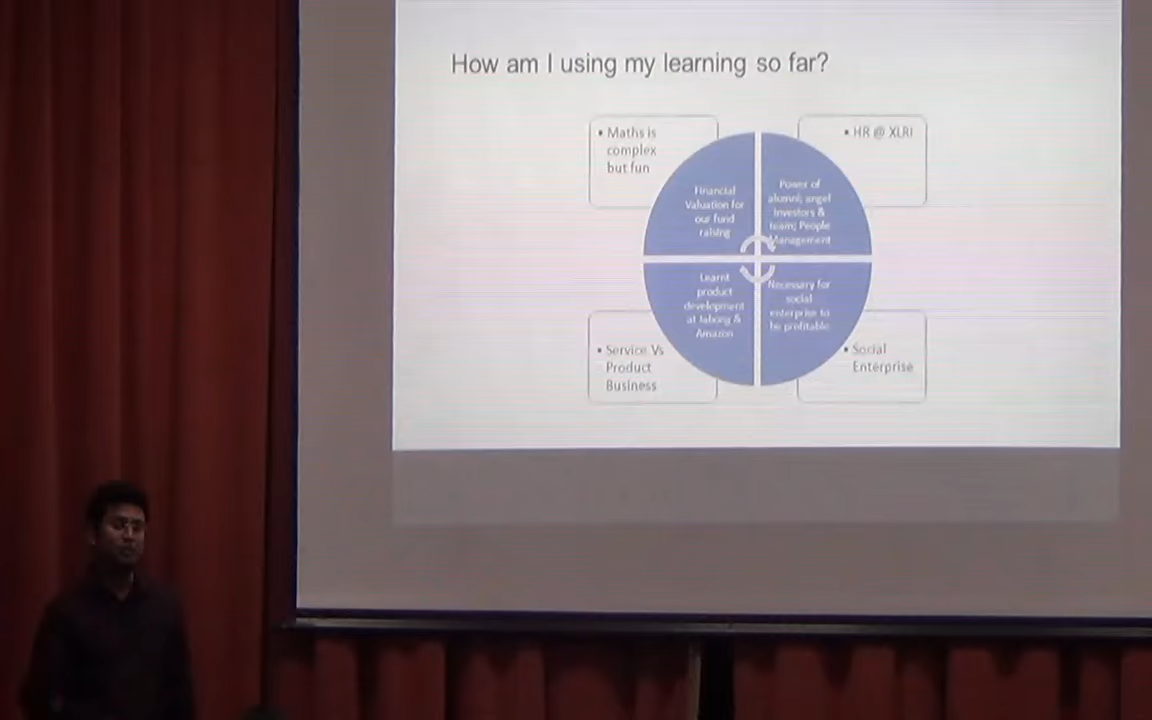 How am I using my learning so far?
• Maths is
complex
but fun
• HR @ XLRI
Financial
Valuation for
our fund
raising
Power of
alumni; angel
Investors &
team; People
Management
Learnt
product
development
at Jabong &
Amazon
Necessary for
social
enterprise to
be profitable
• Service Vs
Product
Business
• Social
Enterprise